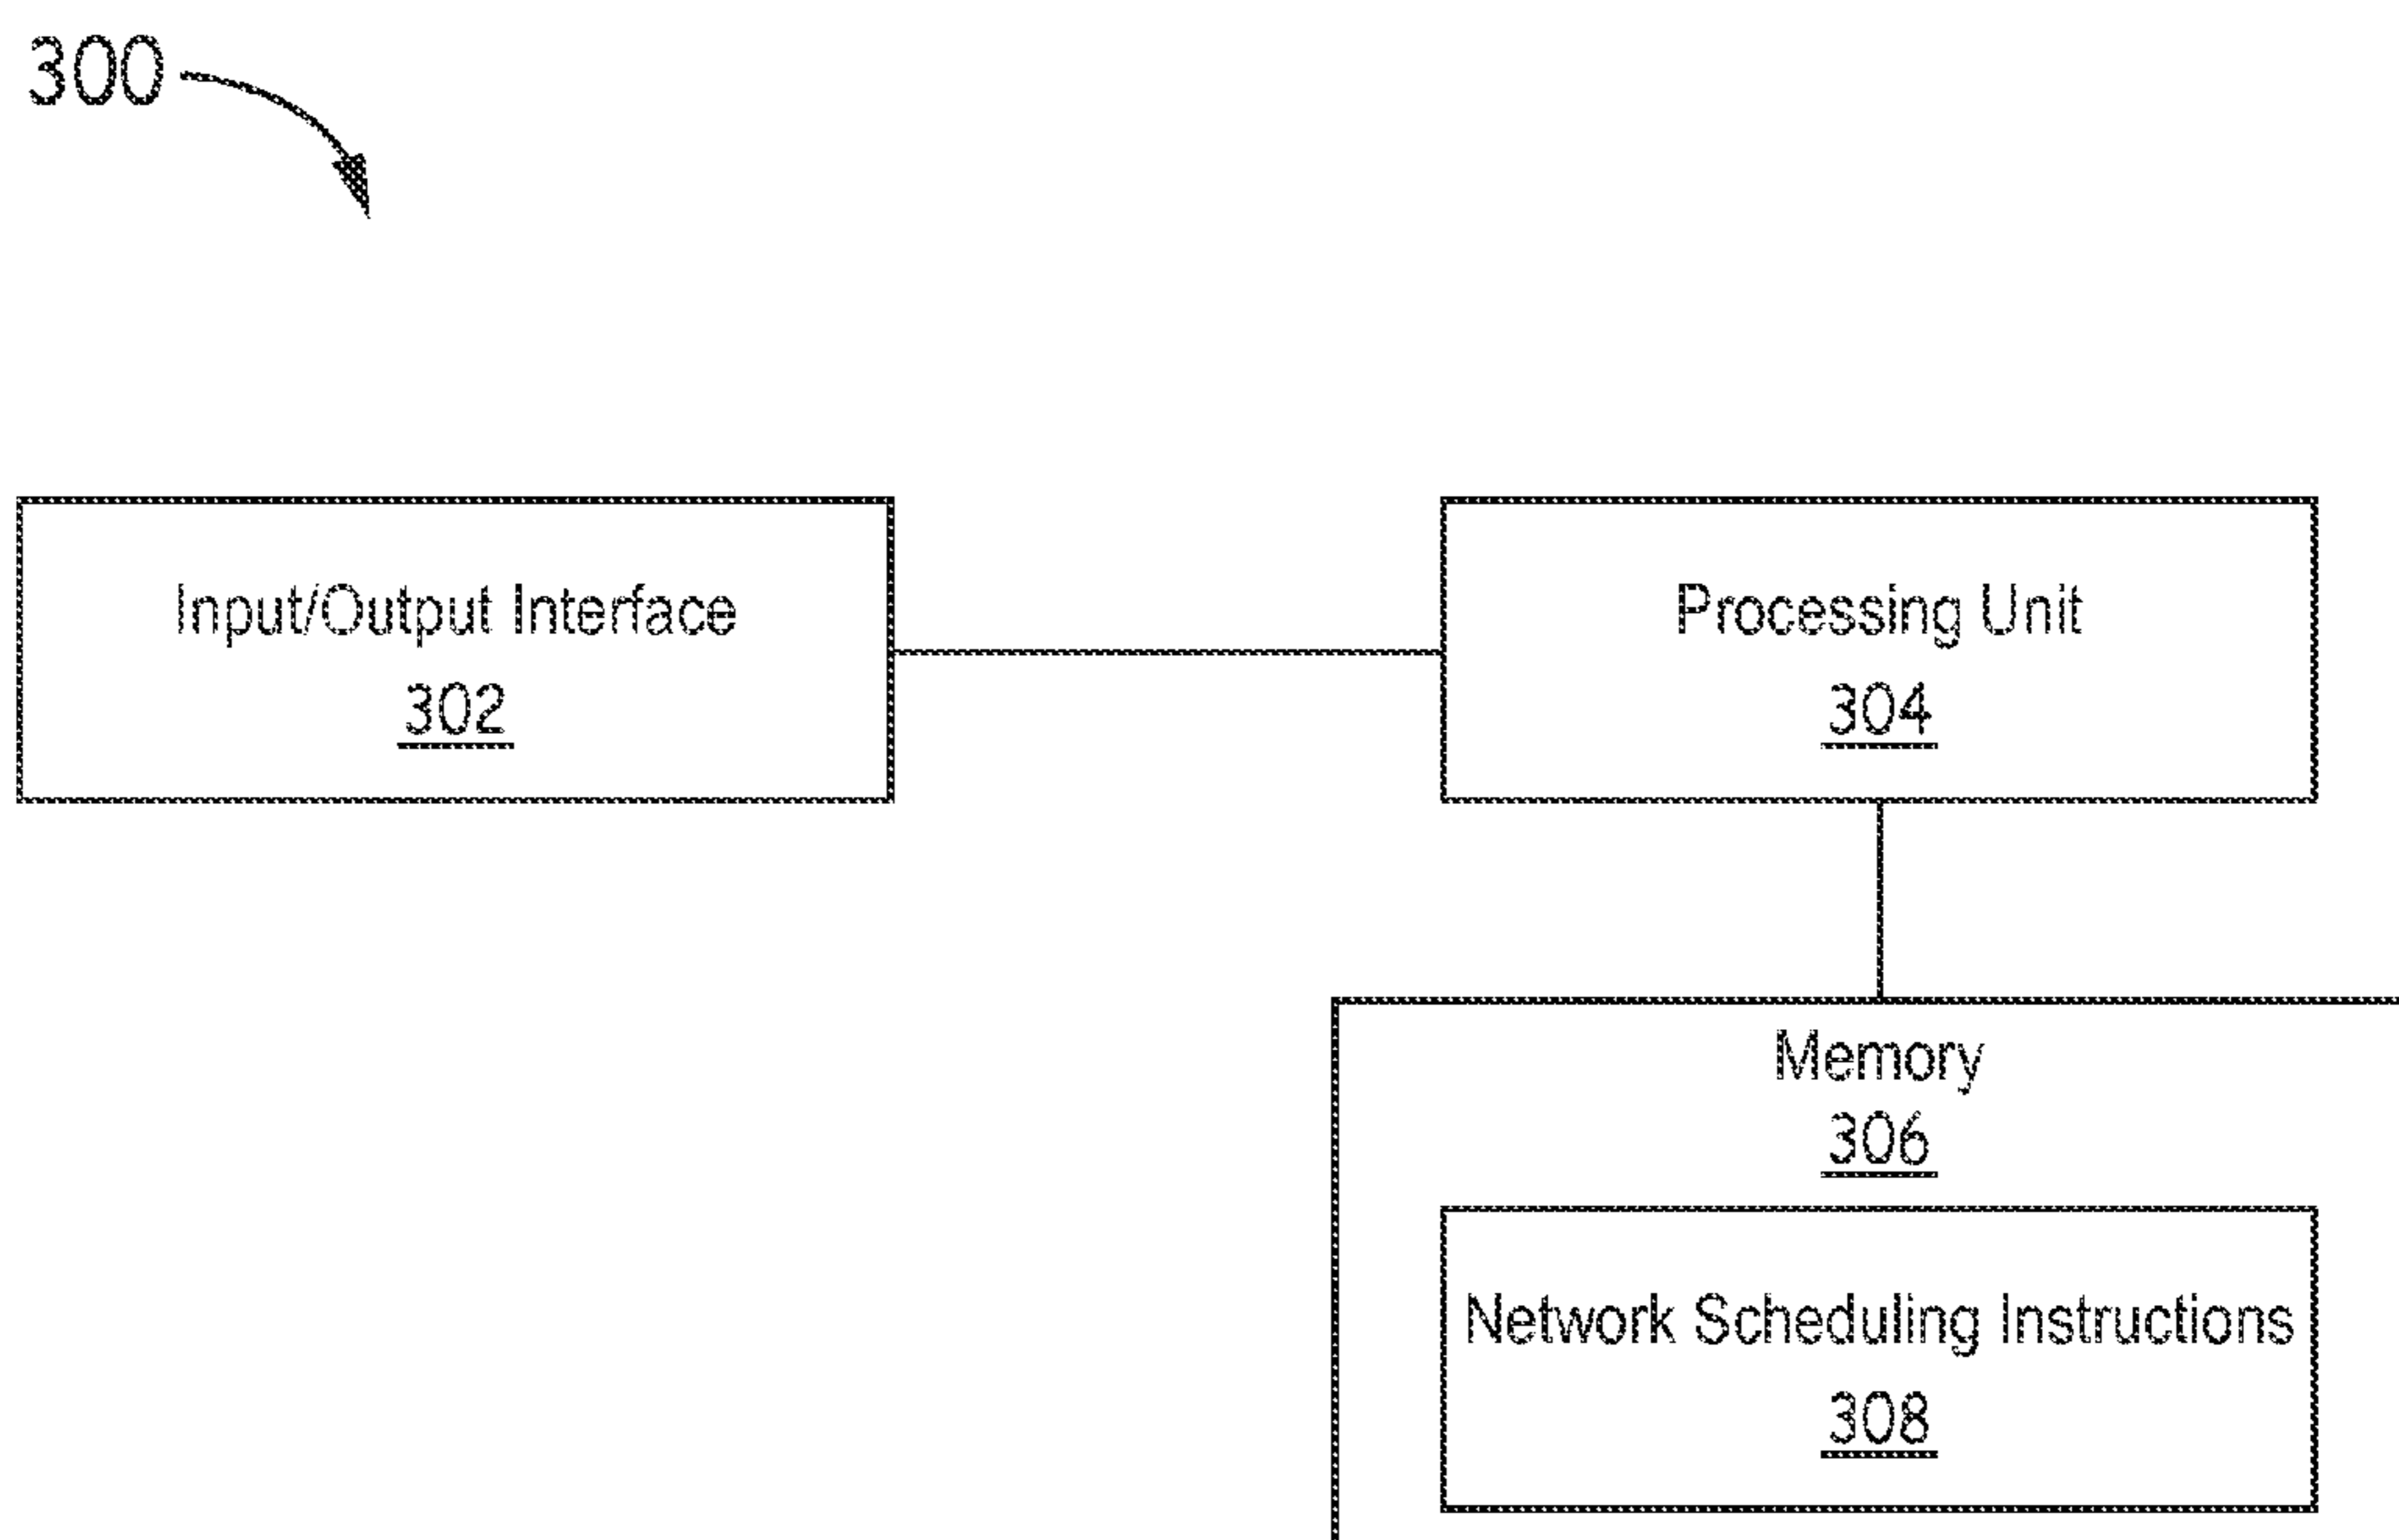 300
Input/Output Interface
302
Processing Unit
304
Memory
306
Network Scheduling Instructions
308